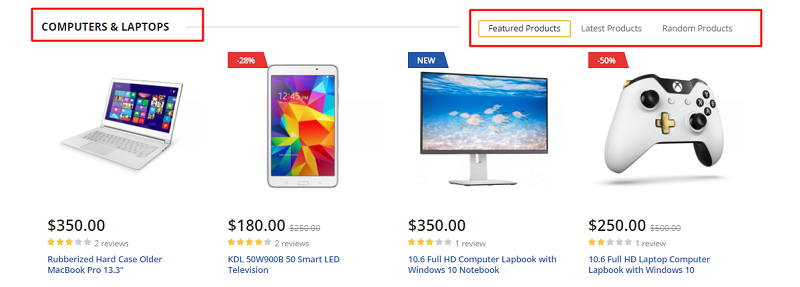 COMPUTERS & LAPTOPS
Featured Products Latest Products Random Products
-28% NEW -50%
$350.00 $180.00 $250.00 $350.00 $250.00 $500.00
2 reviews 2 reviews 1 review 1 review
Rubberized Hard Case Older
MacBook Pro 13.3"
KDL 50W900B 50 Smart LED
Television
10.6 Full HD Computer Lapbook with
Windows 10 Notebook
10.6 Full HD Laptop Computer
Lapbook with Windows 10